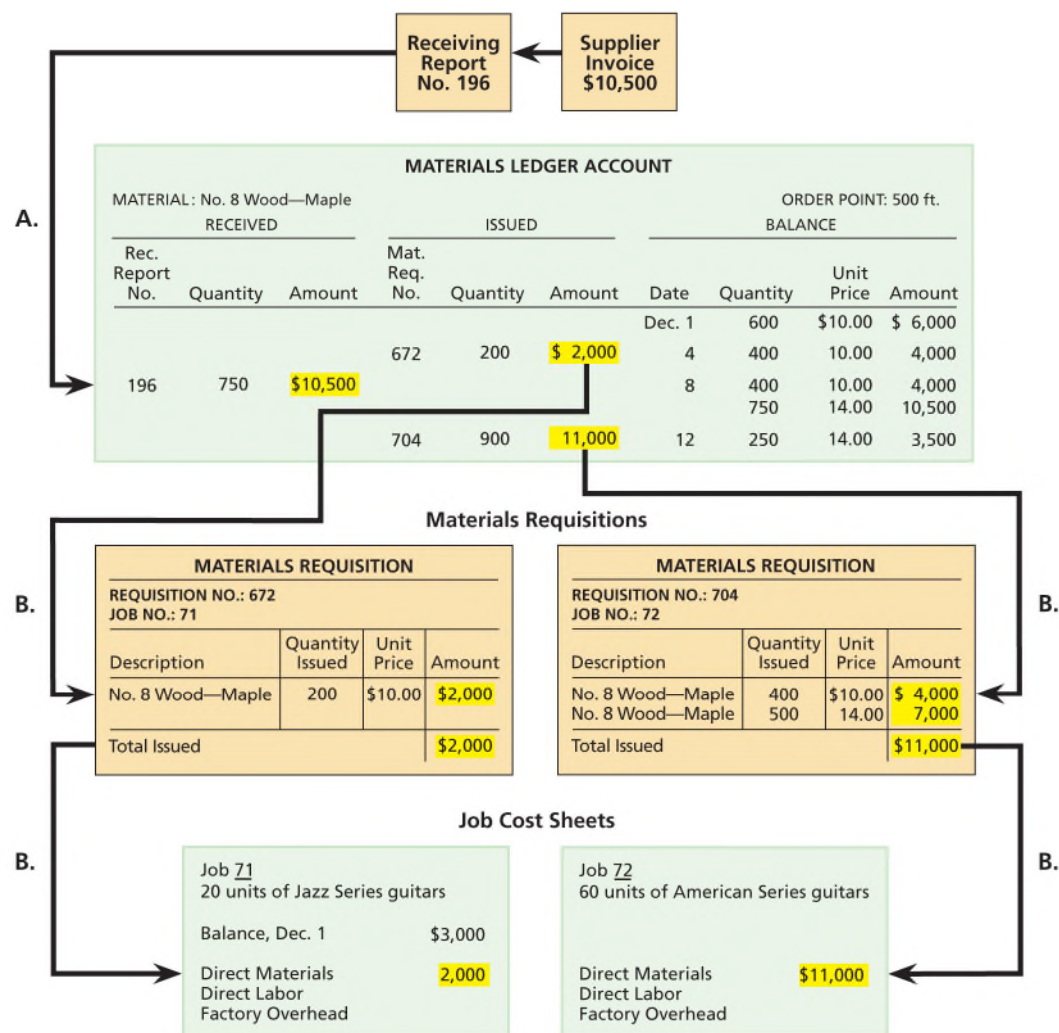 Receiving Report No. 196
Supplier Invoice $10,500
MATERIALS LEDGER ACCOUNT
A.
MATERIAL: No. 8 Wood—Maple ORDER POINT: 500 ft.
RECEIVED ISSUED BALANCE
Rec. Report No. Quantity Amount Mat. Req. No. Quantity Amount Date Quantity Unit Price Amount
Dec. 1 600 $10.00 $ 6,000
672 200 $ 2,000 4 400 10.00 4,000
196 750 $10,500 8 400 10.00 4,000
750 14.00 10,500
704 900 11,000 12 250 14.00 3,500
Materials Requisitions
B.
MATERIALS REQUISITION
REQUISITION NO.: 672
JOB NO.: 71
Description Quantity Issued Unit Price Amount
No. 8 Wood—Maple 200 $10.00 $2,000
Total Issued $2,000
B.
MATERIALS REQUISITION
REQUISITION NO.: 704
JOB NO.: 72
Description Quantity Issued Unit Price Amount
No. 8 Wood—Maple 400 $10.00 $ 4,000
No. 8 Wood—Maple 500 14.00 7,000
Total Issued $11,000
Job Cost Sheets
B.
Job 71
20 units of Jazz Series guitars
Balance, Dec. 1 $3,000
Direct Materials 2,000
Direct Labor
Factory Overhead
B.
Job 72
60 units of American Series guitars
Direct Materials $11,000
Direct Labor
Factory Overhead